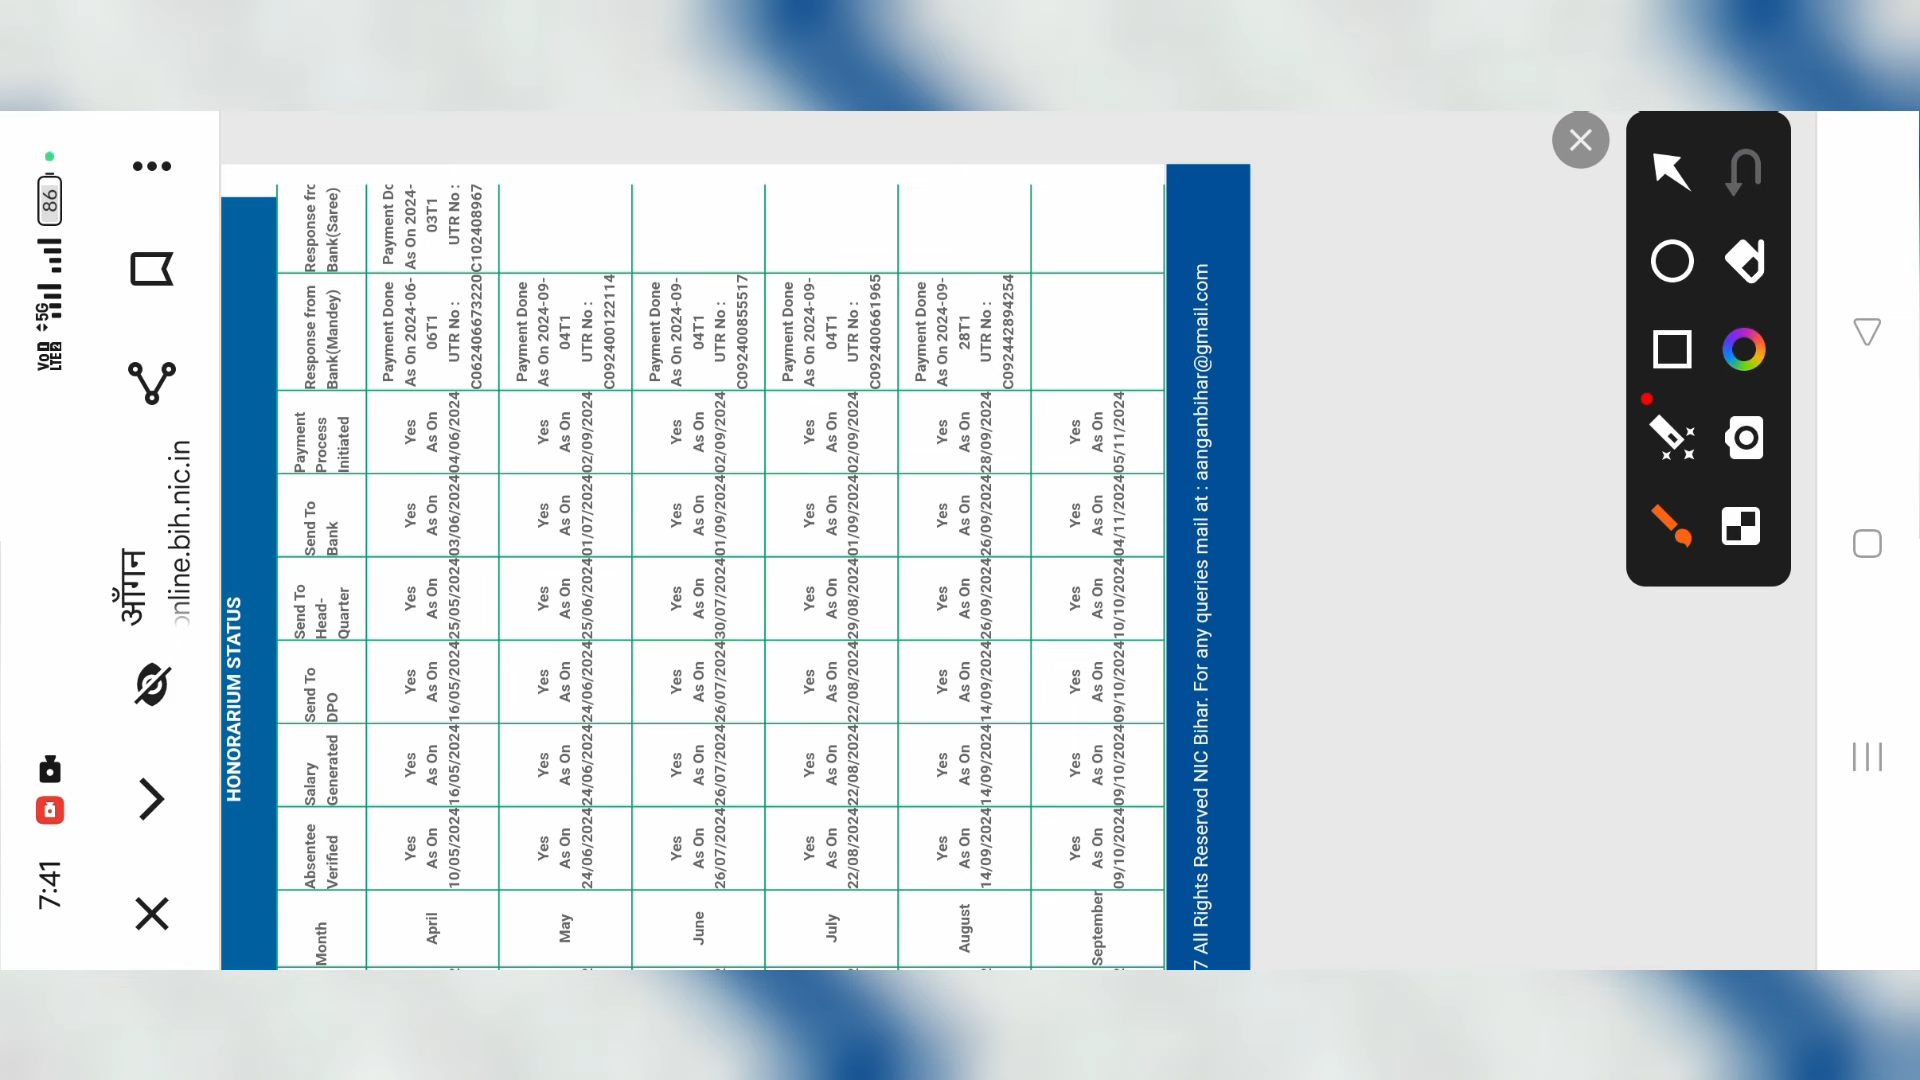 7:41
VoD LTE2 5G 86
आँगन
online.bih.nic.in
HONORARIUM STATUS
Month
Absentee Verified
Salary Generated
Send To DPO
Send To Head-Quarter
Send To Bank
Payment Process Initiated
Response from Bank(Mandey)
Response frc Bank(Saree)
April
Yes As On 10/05/2024
Yes As On 16/05/2024
Yes As On 16/05/2024
Yes As On 25/05/2024
Yes As On 03/06/2024
Yes As On 04/06/2024
Payment Done As On 2024-06-06T1 UTR No : C062406673220
Payment Dc As On 2024-03T1 UTR No : C102408967
May
Yes As On 24/06/2024
Yes As On 24/06/2024
Yes As On 24/06/2024
Yes As On 25/06/2024
Yes As On 01/07/2024
Yes As On 02/09/2024
Payment Done As On 2024-09-04T1 UTR No : C092400122114
June
Yes As On 26/07/2024
Yes As On 26/07/2024
Yes As On 26/07/2024
Yes As On 30/07/2024
Yes As On 01/09/2024
Yes As On 02/09/2024
Payment Done As On 2024-09-04T1 UTR No : C092400855517
July
Yes As On 22/08/2024
Yes As On 22/08/2024
Yes As On 22/08/2024
Yes As On 29/08/2024
Yes As On 01/09/2024
Yes As On 02/09/2024
Payment Done As On 2024-09-04T1 UTR No : C092400661965
August
Yes As On 14/09/2024
Yes As On 14/09/2024
Yes As On 14/09/2024
Yes As On 26/09/2024
Yes As On 26/09/2024
Yes As On 28/09/2024
Payment Done As On 2024-09-28T1 UTR No : C092442894254
September
Yes As On 09/10/2024
Yes As On 09/10/2024
Yes As On 09/10/2024
Yes As On 10/10/2024
Yes As On 04/11/2024
Yes As On 05/11/2024
7 All Rights Reserved NIC Bihar. For any queries mail at : aanganbihar@gmail.com